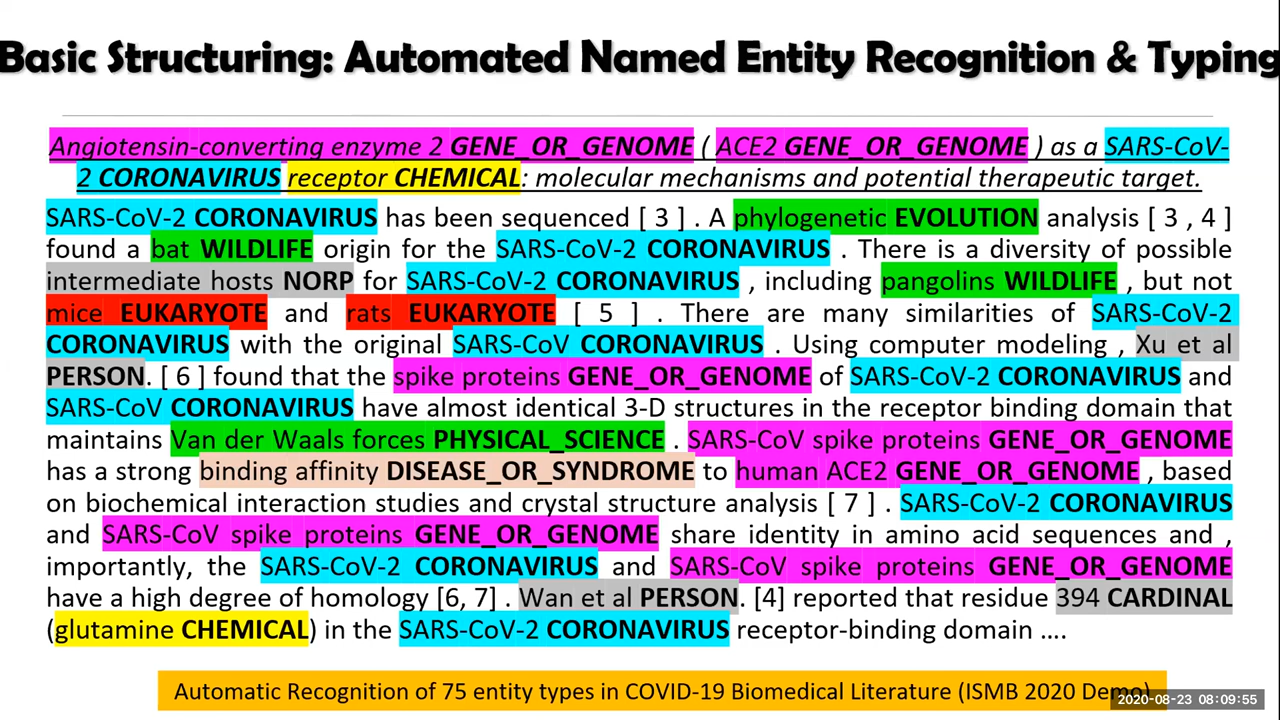 Basic Structuring: Automated Named Entity Recognition & Typing
Angiotensin-converting enzyme 2 GENE_OR_GENOME ( ACE2 GENE_OR_GENOME ) as a SARS-CoV-
2 CORONAVIRUS receptor CHEMICAL: molecular mechanisms and potential therapeutic target.
SARS-CoV-2 CORONAVIRUS has been sequenced [ 3 ] . A phylogenetic EVOLUTION analysis [ 3 , 4 ]
found a bat WILDLIFE origin for the SARS-CoV-2 CORONAVIRUS . There is a diversity of possible
intermediate hosts NORP for SARS-CoV-2 CORONAVIRUS , including pangolins WILDLIFE , but not
mice EUKARYOTE and rats EUKARYOTE [ 5 ] . There are many similarities of SARS-CoV-2
CORONAVIRUS with the original SARS-CoV CORONAVIRUS . Using computer modeling , Xu et al
PERSON. [ 6 ] found that the spike proteins GENE_OR_GENOME of SARS-CoV-2 CORONAVIRUS and
SARS-CoV CORONAVIRUS have almost identical 3-D structures in the receptor binding domain that
maintains Van der Waals forces PHYSICAL_SCIENCE . SARS-CoV spike proteins GENE_OR_GENOME
has a strong binding affinity DISEASE_OR_SYNDROME to human ACE2 GENE_OR_GENOME , based
on biochemical interaction studies and crystal structure analysis [ 7 ] . SARS-CoV-2 CORONAVIRUS
and SARS-CoV spike proteins GENE_OR_GENOME share identity in amino acid sequences and ,
importantly, the SARS-CoV-2 CORONAVIRUS and SARS-CoV spike proteins GENE_OR_GENOME
have a high degree of homology [6, 7] . Wan et al PERSON. [4] reported that residue 394 CARDINAL
(glutamine CHEMICAL) in the SARS-CoV-2 CORONAVIRUS receptor-binding domain ….
Automatic Recognition of 75 entity types in COVID-19 Biomedical Literature (ISMB 2020 Demo)
2020-08-23 08:09:55